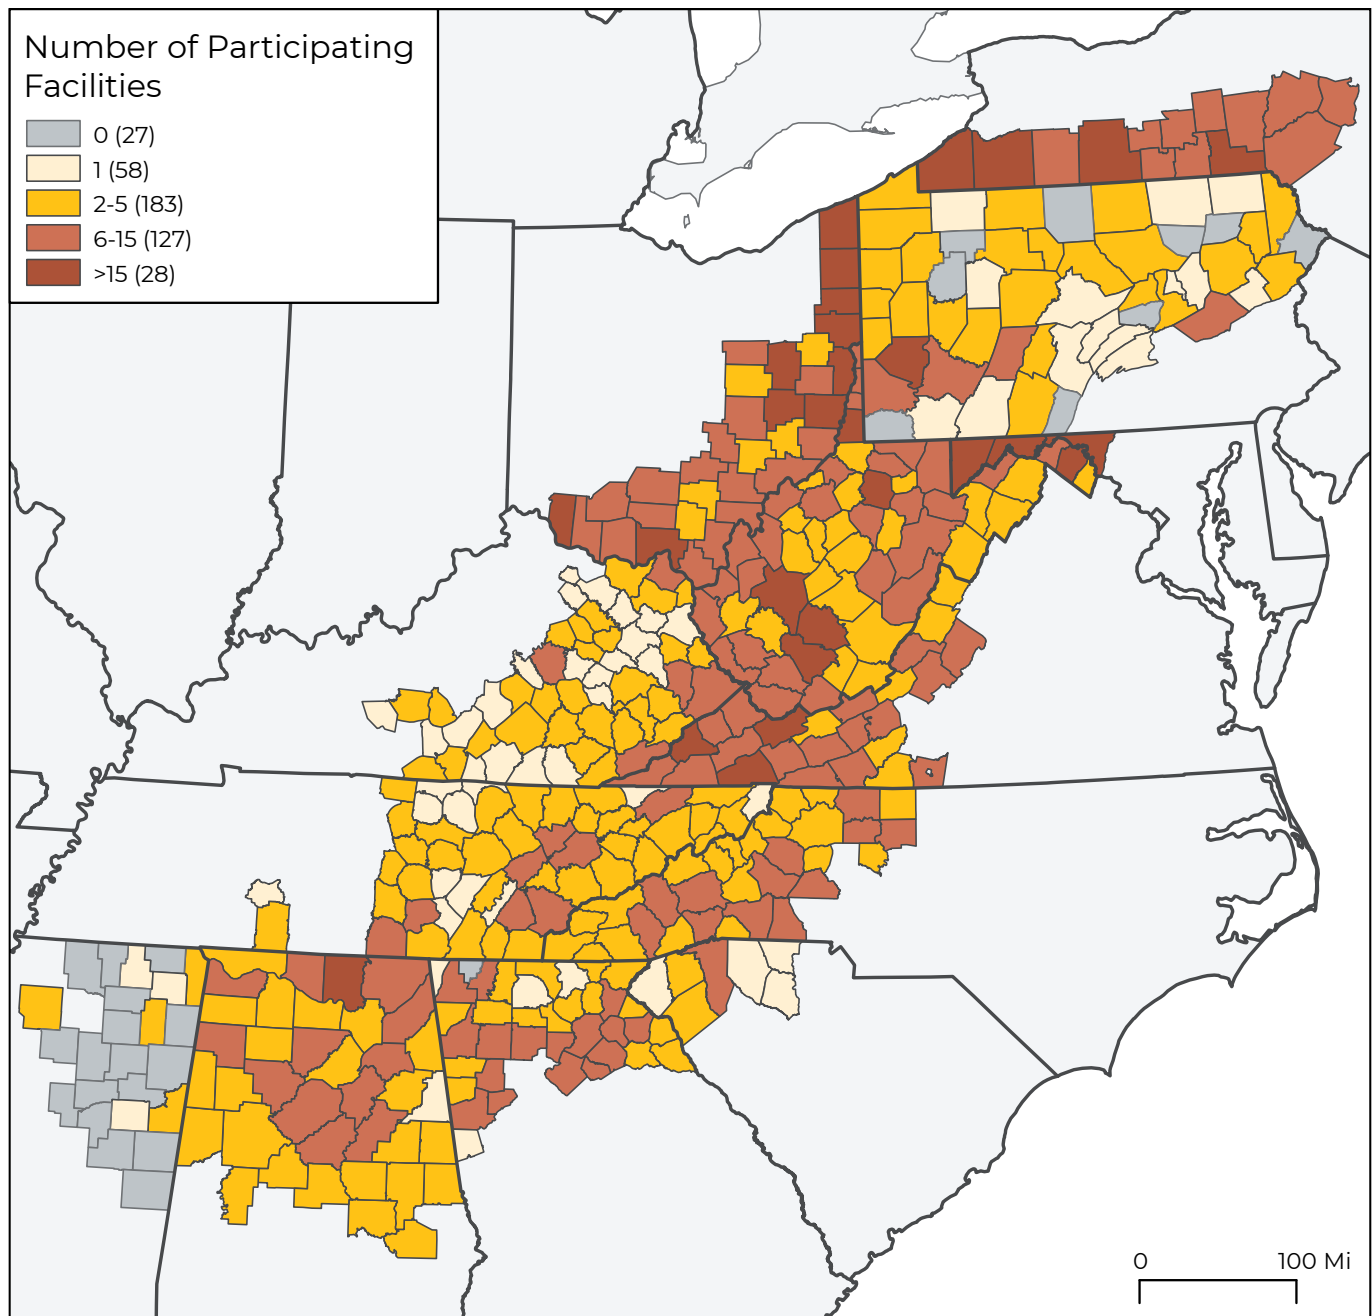 Number of Participating
Facilities
0 (27)
1 (58)
2-5 (183)
6-15 (127)
>15 (28)
0 100 Mi